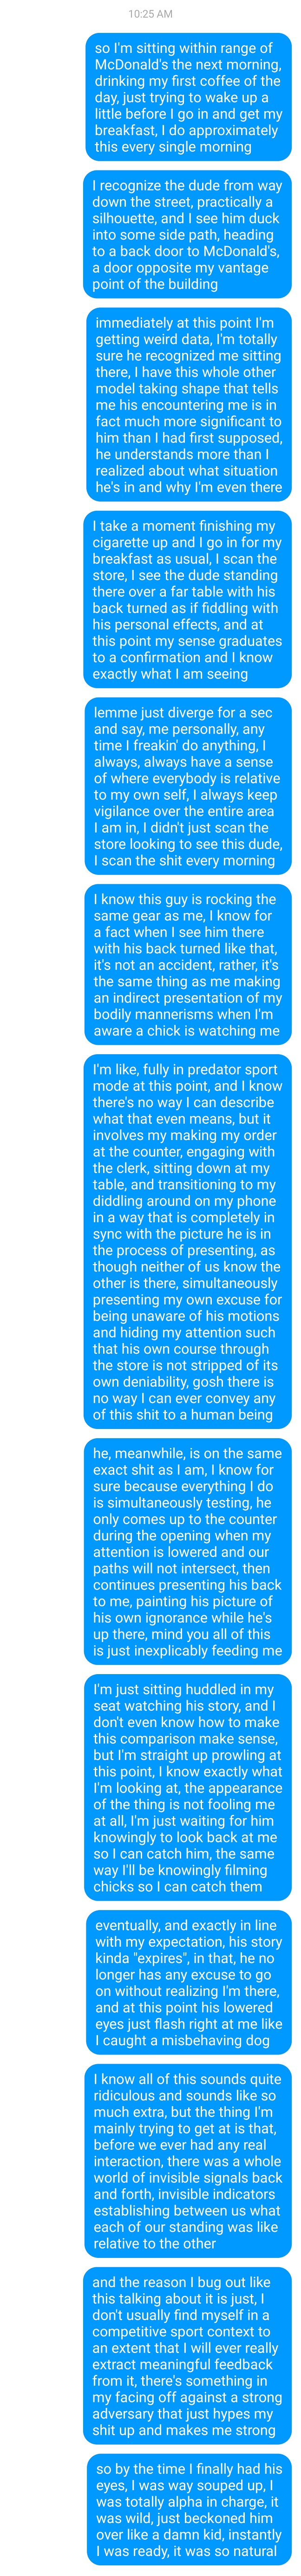 10:25 AM
so I'm sitting within range of
McDonald's the next morning,
drinking my first coffee of the
day, just trying to wake up a
little before I go in and get my
breakfast, I do approximately
this every single morning
I recognize the dude from way
down the street, practically a
silhouette, and I see him duck
into some side path, heading
to a back door to McDonald's,
a door opposite my vantage
point of the building
immediately at this point I'm
getting weird data, I'm totally
sure he recognized me sitting
there, I have this whole other
model taking shape that tells
me his encountering me is in
fact much more significant to
him than I had first supposed,
he understands more than I
realized about what situation
he's in and why I'm even there
I take a moment finishing my
cigarette up and I go in for my
breakfast as usual, I scan the
store, I see the dude standing
there over a far table with his
back turned as if fiddling with
his personal effects, and at
this point my sense graduates
to a confirmation and I know
exactly what I am seeing
lemme just diverge for a sec
and say, me personally, any
time I freakin' do anything, I
always, always have a sense
of where everybody is relative
to my own self, I always keep
vigilance over the entire area
I am in, I didn't just scan the
store looking to see this dude,
I scan the shit every morning
I know this guy is rocking the
same gear as me, I know for
a fact when I see him there
with his back turned like that,
it's not an accident, rather, it's
the same thing as me making
an indirect presentation of my
bodily mannerisms when I'm
aware a chick is watching me
I'm like, fully in predator sport
mode at this point, and I know
there's no way I can describe
what that even means, but it
involves my making my order
at the counter, engaging with
the clerk, sitting down at my
table, and transitioning to my
diddling around on my phone
in a way that is completely in
sync with the picture he is in
the process of presenting, as
though neither of us know the
other is there, simultaneously
presenting my own excuse for
being unaware of his motions
and hiding my attention such
that his own course through
the store is not stripped of its
own deniability, gosh there is
no way I can ever convey any
of this shit to a human being
he, meanwhile, is on the same
exact shit as I am, I know for
sure because everything I do
is simultaneously testing, he
only comes up to the counter
during the opening when my
attention is lowered and our
paths will not intersect, then
continues presenting his back
to me, painting his picture of
his own ignorance while he's
up there, mind you all of this
is just inexplicably feeding me
I'm just sitting huddled in my
seat watching his story, and I
don't even know how to make
this comparison make sense,
but I'm straight up prowling at
this point, I know exactly what
I'm looking at, the appearance
of the thing is not fooling me
at all, I'm just waiting for him
knowingly to look back at me
so I can catch him, the same
way I'll be knowingly filming
chicks so I can catch them
eventually, and exactly in line
with my expectation, his story
kinda "expires", in that, he no
longer has any excuse to go
on without realizing I'm there,
and at this point his lowered
eyes just flash right at me like
I caught a misbehaving dog
I know all of this sounds quite
ridiculous and sounds like so
much extra, but the thing I'm
mainly trying to get at is that,
before we ever had any real
interaction, there was a whole
world of invisible signals back
and forth, invisible indicators
establishing between us what
each of our standing was like
relative to the other
and the reason I bug out like
this talking about it is just, I
don't usually find myself in a
competitive sport context to
an extent that I will ever really
extract meaningful feedback
from it, there's something in
my facing off against a strong
adversary that just hypes my
shit up and makes me strong
so by the time I finally had his
eyes, I was way souped up, I
was totally alpha in charge, it
was wild, just beckoned him
over like a damn kid, instantly
I was ready, it was so natural